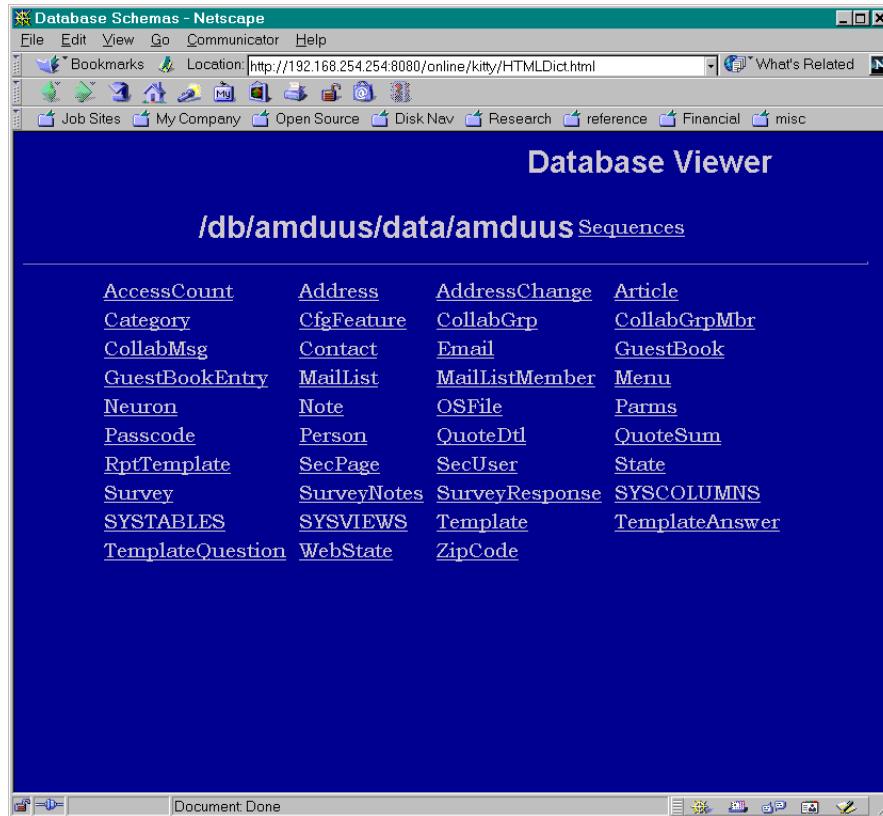 Database Schemas - Netscape
File Edit View Go Communicator Help
Bookmarks Location: http://192.168.254.254:8080/online/kitty/HTMLDict.html What's Related N
My
Job Sites My Company Open Source Disk Nav Research reference Financial misc
Database Viewer
/db/amduus/data/amduus Sequences
AccessCount Address AddressChange Article
Category CfgFeature CollabGrp CollabGrpMbr
CollabMsg Contact Email GuestBook
GuestBookEntry MailList MailListMember Menu
Neuron Note OSFile Parms
Passcode Person QuoteDtl QuoteSum
RptTemplate SecPage SecUser State
Survey SurveyNotes SurveyResponse SYSCOLUMNS
SYSTABLES SYSVIEWS Template TemplateAnswer
TemplateQuestion WebState ZipCode
Document: Done